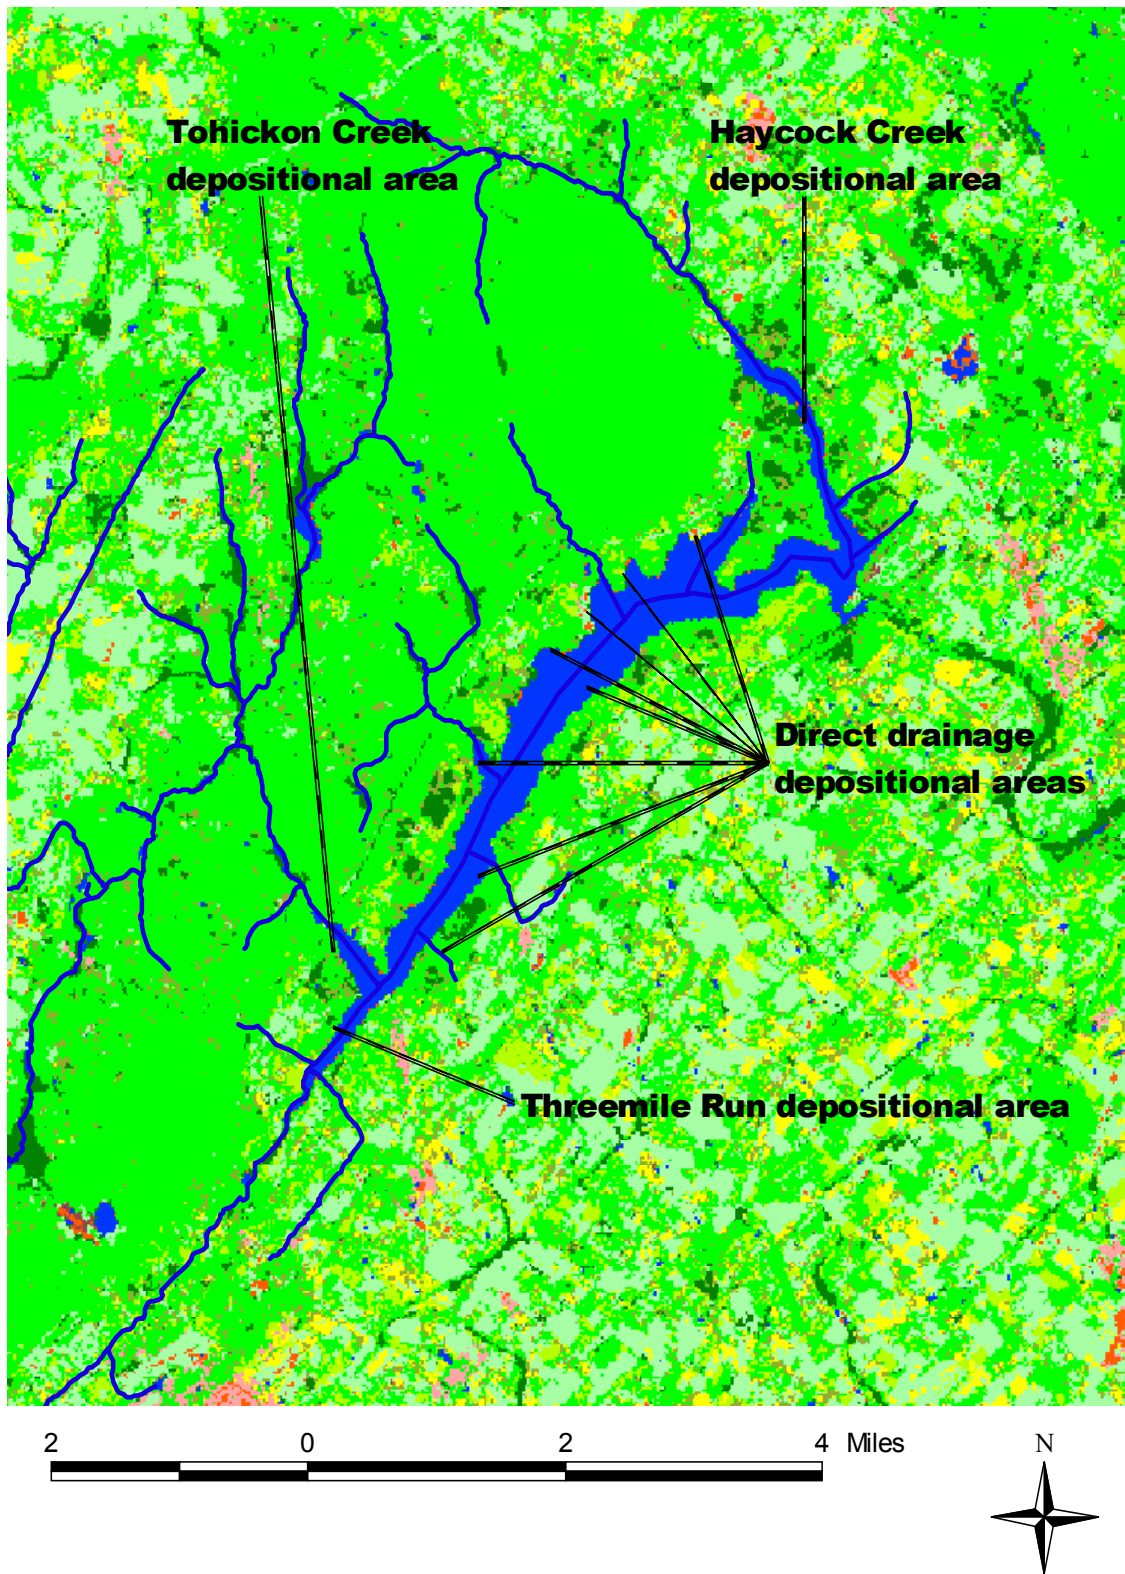 Tohickon Creek
depositional area
Haycock Creek
depositional area
Direct drainage
depositional areas
Threemile Run depositional area
2 0 2 4 Miles
N